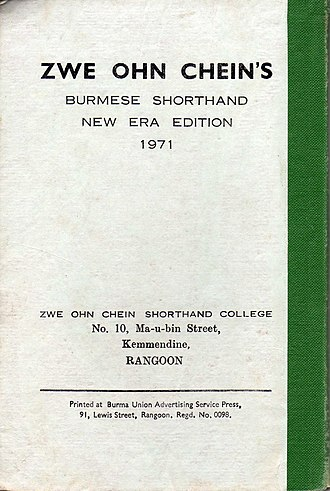 ZWE OHN CHEIN'S
BURMESE SHORTHAND
NEW ERA EDITION
1971
ZWE OHN CHEIN SHORTHAND COLLEGE
No. 10, Ma-u-bin Street,
Kemmendine,
RANGOON
Printed at Burma Union Advertising Service Press,
91, Lewis Street, Rangoon. Regd. No. 0098.